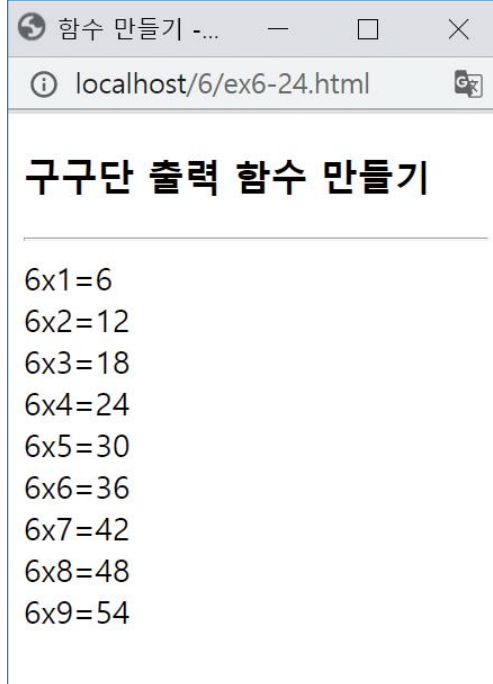 함수 만들기 -...
localhost/6/ex6-24.html
구구단 출력 함수 만들기
6x1=6
6x2=12
6x3=18
6x4=24
6x5=30
6x6=36
6x7=42
6x8=48
6x9=54